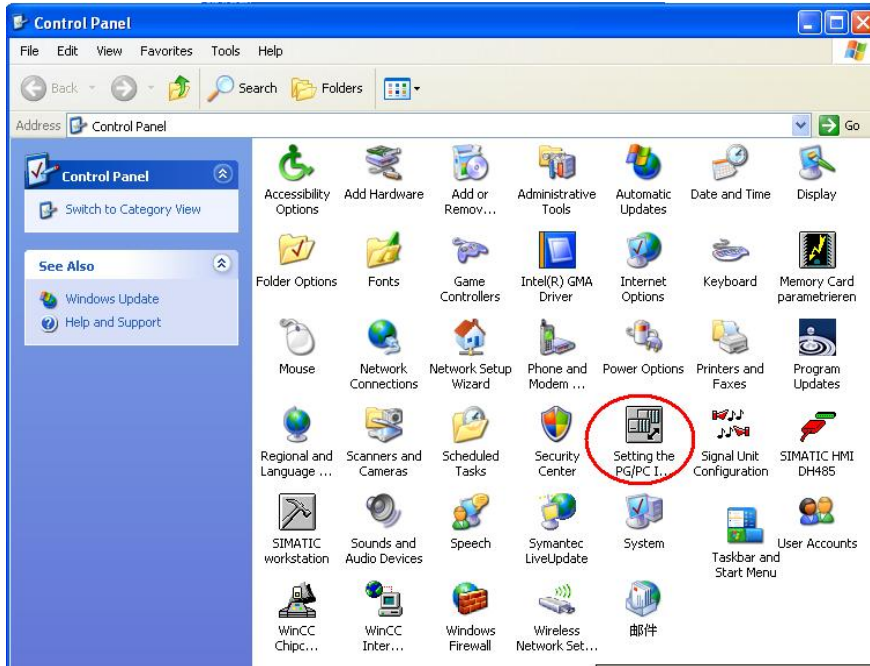 Control Panel
File Edit View Favorites Tools Help
Back Search Folders
Address Control Panel Go
Control Panel
Switch to Category View
See Also
Windows Update
Help and Support
Accessibility Options
Add Hardware
Add or Remov...
Administrative Tools
Automatic Updates
Date and Time
Display
Folder Options
Fonts
Game Controllers
Intel(R) GMA Driver
Internet Options
Keyboard
Memory Card parametrieren
Mouse
Network Connections
Network Setup Wizard
Phone and Modem ...
Power Options
Printers and Faxes
Program Updates
Regional and Language ...
Scanners and Cameras
Scheduled Tasks
Security Center
Setting the PG/PC I...
Signal Unit Configuration
SIMATIC HMI DH485
SIMATIC workstation
Sounds and Audio Devices
Speech
Symantec LiveUpdate
System
Taskbar and Start Menu
User Accounts
WinCC Chipc...
WinCC Inter...
Windows Firewall
Wireless Network Set...
邮件